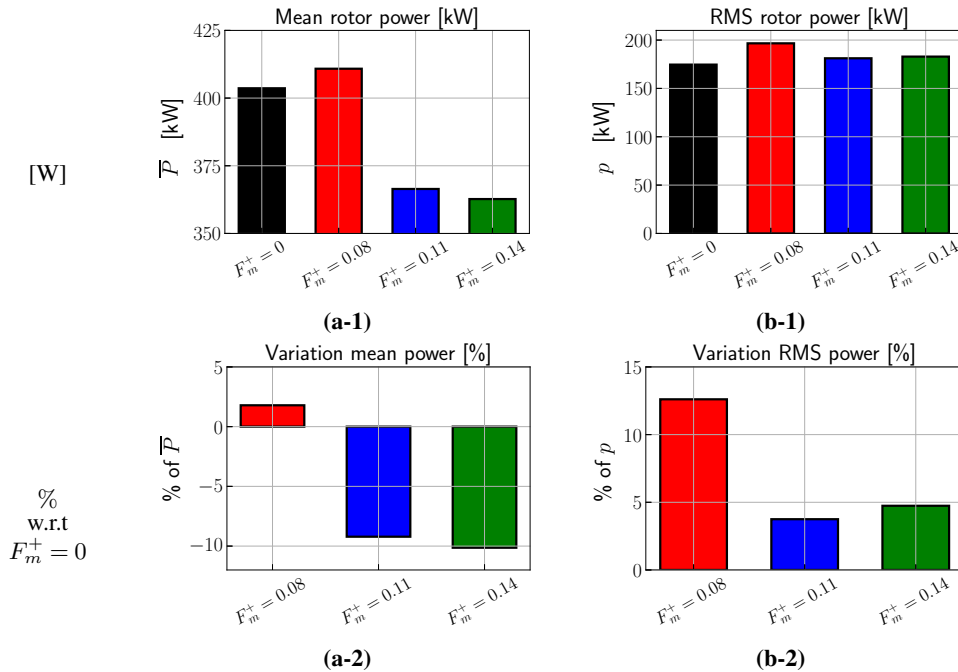 Mean rotor power [kW]
RMS rotor power [kW]
[W]
P̅ [kW]
425
400
375
350
F_m^+ = 0
F_m^+ = 0.08
F_m^+ = 0.11
F_m^+ = 0.14
p [kW]
200
150
100
50
0
F_m^+ = 0
F_m^+ = 0.08
F_m^+ = 0.11
F_m^+ = 0.14
(a-1)
(b-1)
Variation mean power [%]
Variation RMS power [%]
%
w.r.t
F_m^+ = 0
% of P̅
5
0
−5
−10
F_m^+ = 0.08
F_m^+ = 0.11
F_m^+ = 0.14
% of p
15
10
5
0
F_m^+ = 0.08
F_m^+ = 0.11
F_m^+ = 0.14
(a-2)
(b-2)